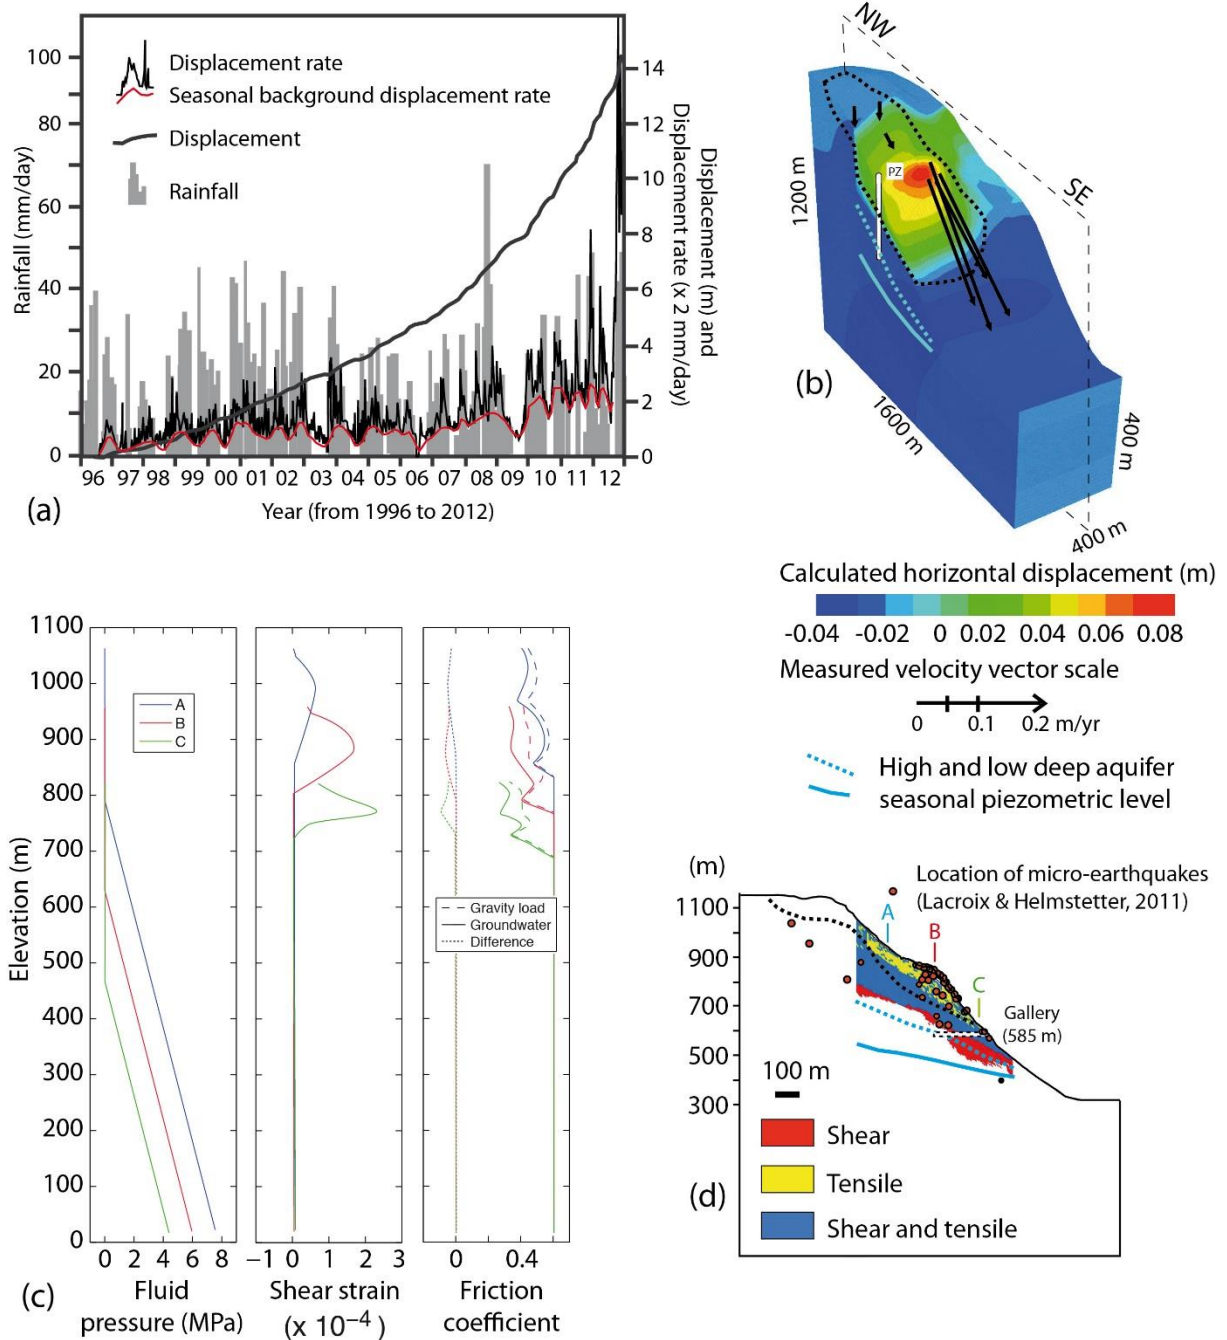 Displacement rate
Seasonal background displacement rate
Displacement
Rainfall
Rainfall (mm/day)
100
80
60
40
20
0
14
12
10
8
6
4
2
0
Displacement (m) and
Displacement rate (x 2 mm/day)
96 97 98 99 00 01 02 03 04 05 06 07 08 09 10 11 12
Year (from 1996 to 2012)
(a)
NW
SE
PZ
1200 m
1600 m
400 m
400 m
(b)
Calculated horizontal displacement (m)
-0.04 -0.02 0 0.02 0.04 0.06 0.08
Measured velocity vector scale
0 0.1 0.2 m/yr
High and low deep aquifer
seasonal piezometric level
Elevation (m)
1100
1000
900
800
700
600
500
400
300
200
100
0
A
B
C
Gravity load
Groundwater
Difference
0 2 4 6 8
−1 0 1 2 3
0 0.4
Fluid
pressure (MPa)
Shear strain
(x 10−4)
Friction
coefficient
(c)
(m)
Location of micro-earthquakes
(Lacroix & Helmstetter, 2011)
1100
900
700
500
300
A
B
C
Gallery
(585 m)
100 m
Shear
Tensile
Shear and tensile
(d)